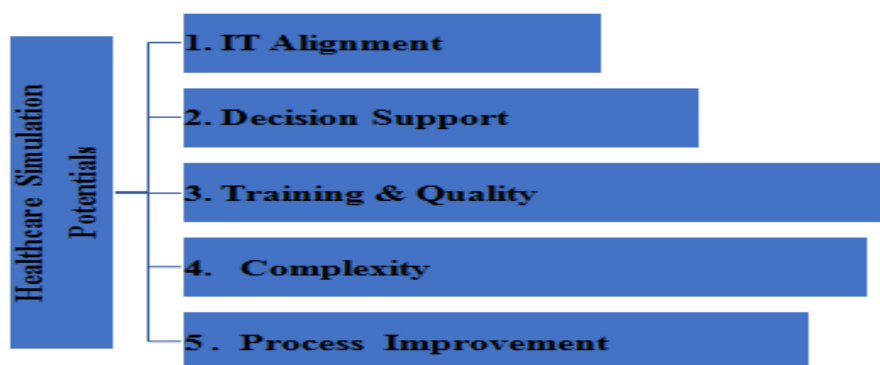 Healthcare Simulation
Potentials
1. IT Alignment
2. Decision Support
3. Training & Quality
4. Complexity
5. Process Improvement